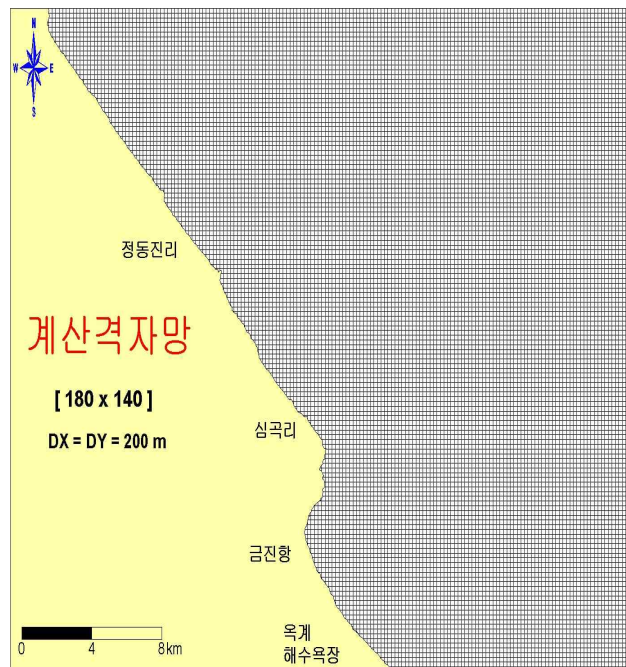 N
W E
S
정동진리
계산격자망
[ 180 x 140 ]
DX = DY = 200 m
심곡리
금진항
옥계
해수욕장
0 4 8km